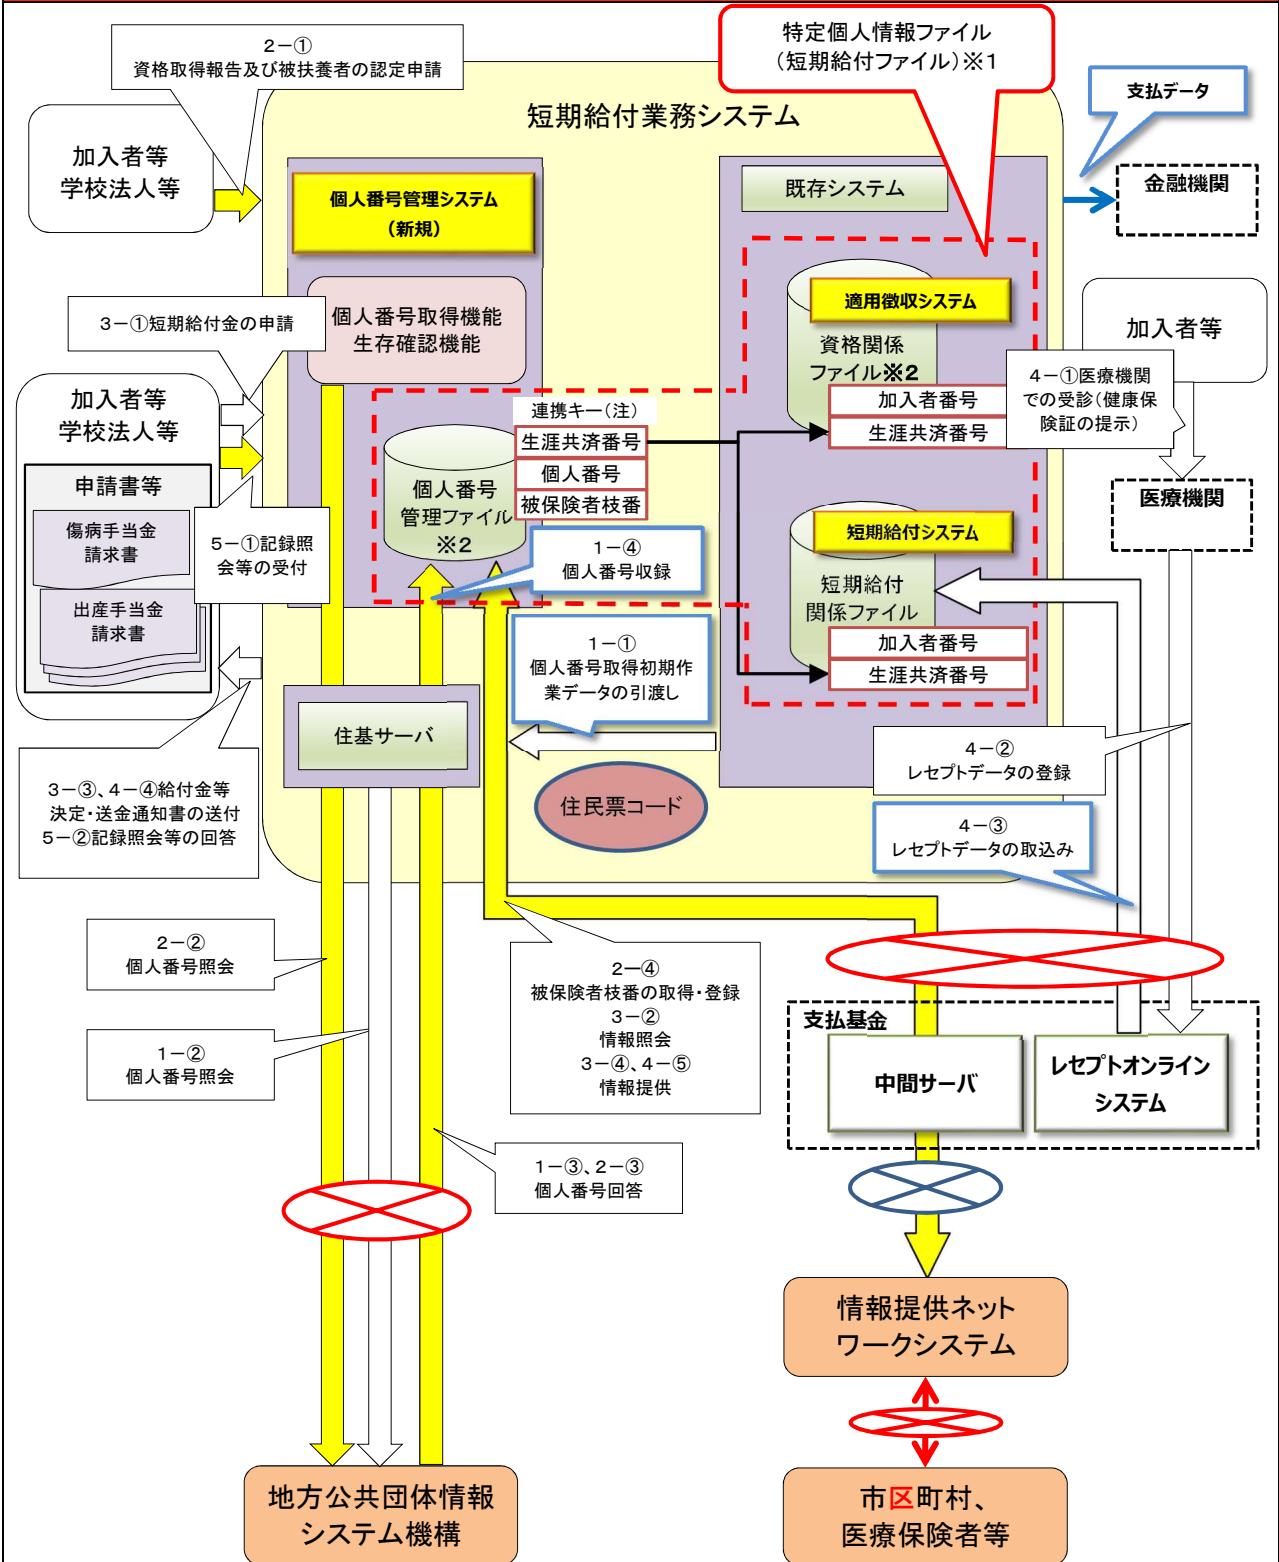 2－①
資格取得報告及び被扶養者の認定申請
特定個人情報ファイル
（短期給付ファイル）※1
支払データ
短期給付業務システム
加入者等
学校法人等
個人番号管理システム
（新規）
既存システム
金融機関
適用徴収システム
資格関係
ファイル※2
加入者番号
生涯共済番号
3－①短期給付金の申請
個人番号取得機能
生存確認機能
加入者等
4－①医療機関
での受診（健康保
険証の提示）
医療機関
加入者等
学校法人等
申請書等
傷病手当金
請求書
出産手当金
請求書
5－①記録照
会等の受付
連携キー（注）
生涯共済番号
個人番号
被保険者枝番
個人番号
管理ファイル
※2
1－④
個人番号収録
短期給付システム
短期給付
関係ファイル
加入者番号
生涯共済番号
1－①
個人番号取得初期作
業データの引渡し
住基サーバ
住民票コード
3－③、4－④給付金等
決定・送金通知書の送付
5－②記録照会等の回答
4－②
レセプトデータの登録
4－③
レセプトデータの取込み
2－②
個人番号照会
1－②
個人番号照会
2－④
被保険者枝番の取得・登録
3－②
情報照会
3－④、4－⑤
情報提供
支払基金
中間サーバ
レセプトオンライン
システム
1－③、2－③
個人番号回答
情報提供ネット
ワークシステム
地方公共団体情報
システム機構
市区町村、
医療保険者等